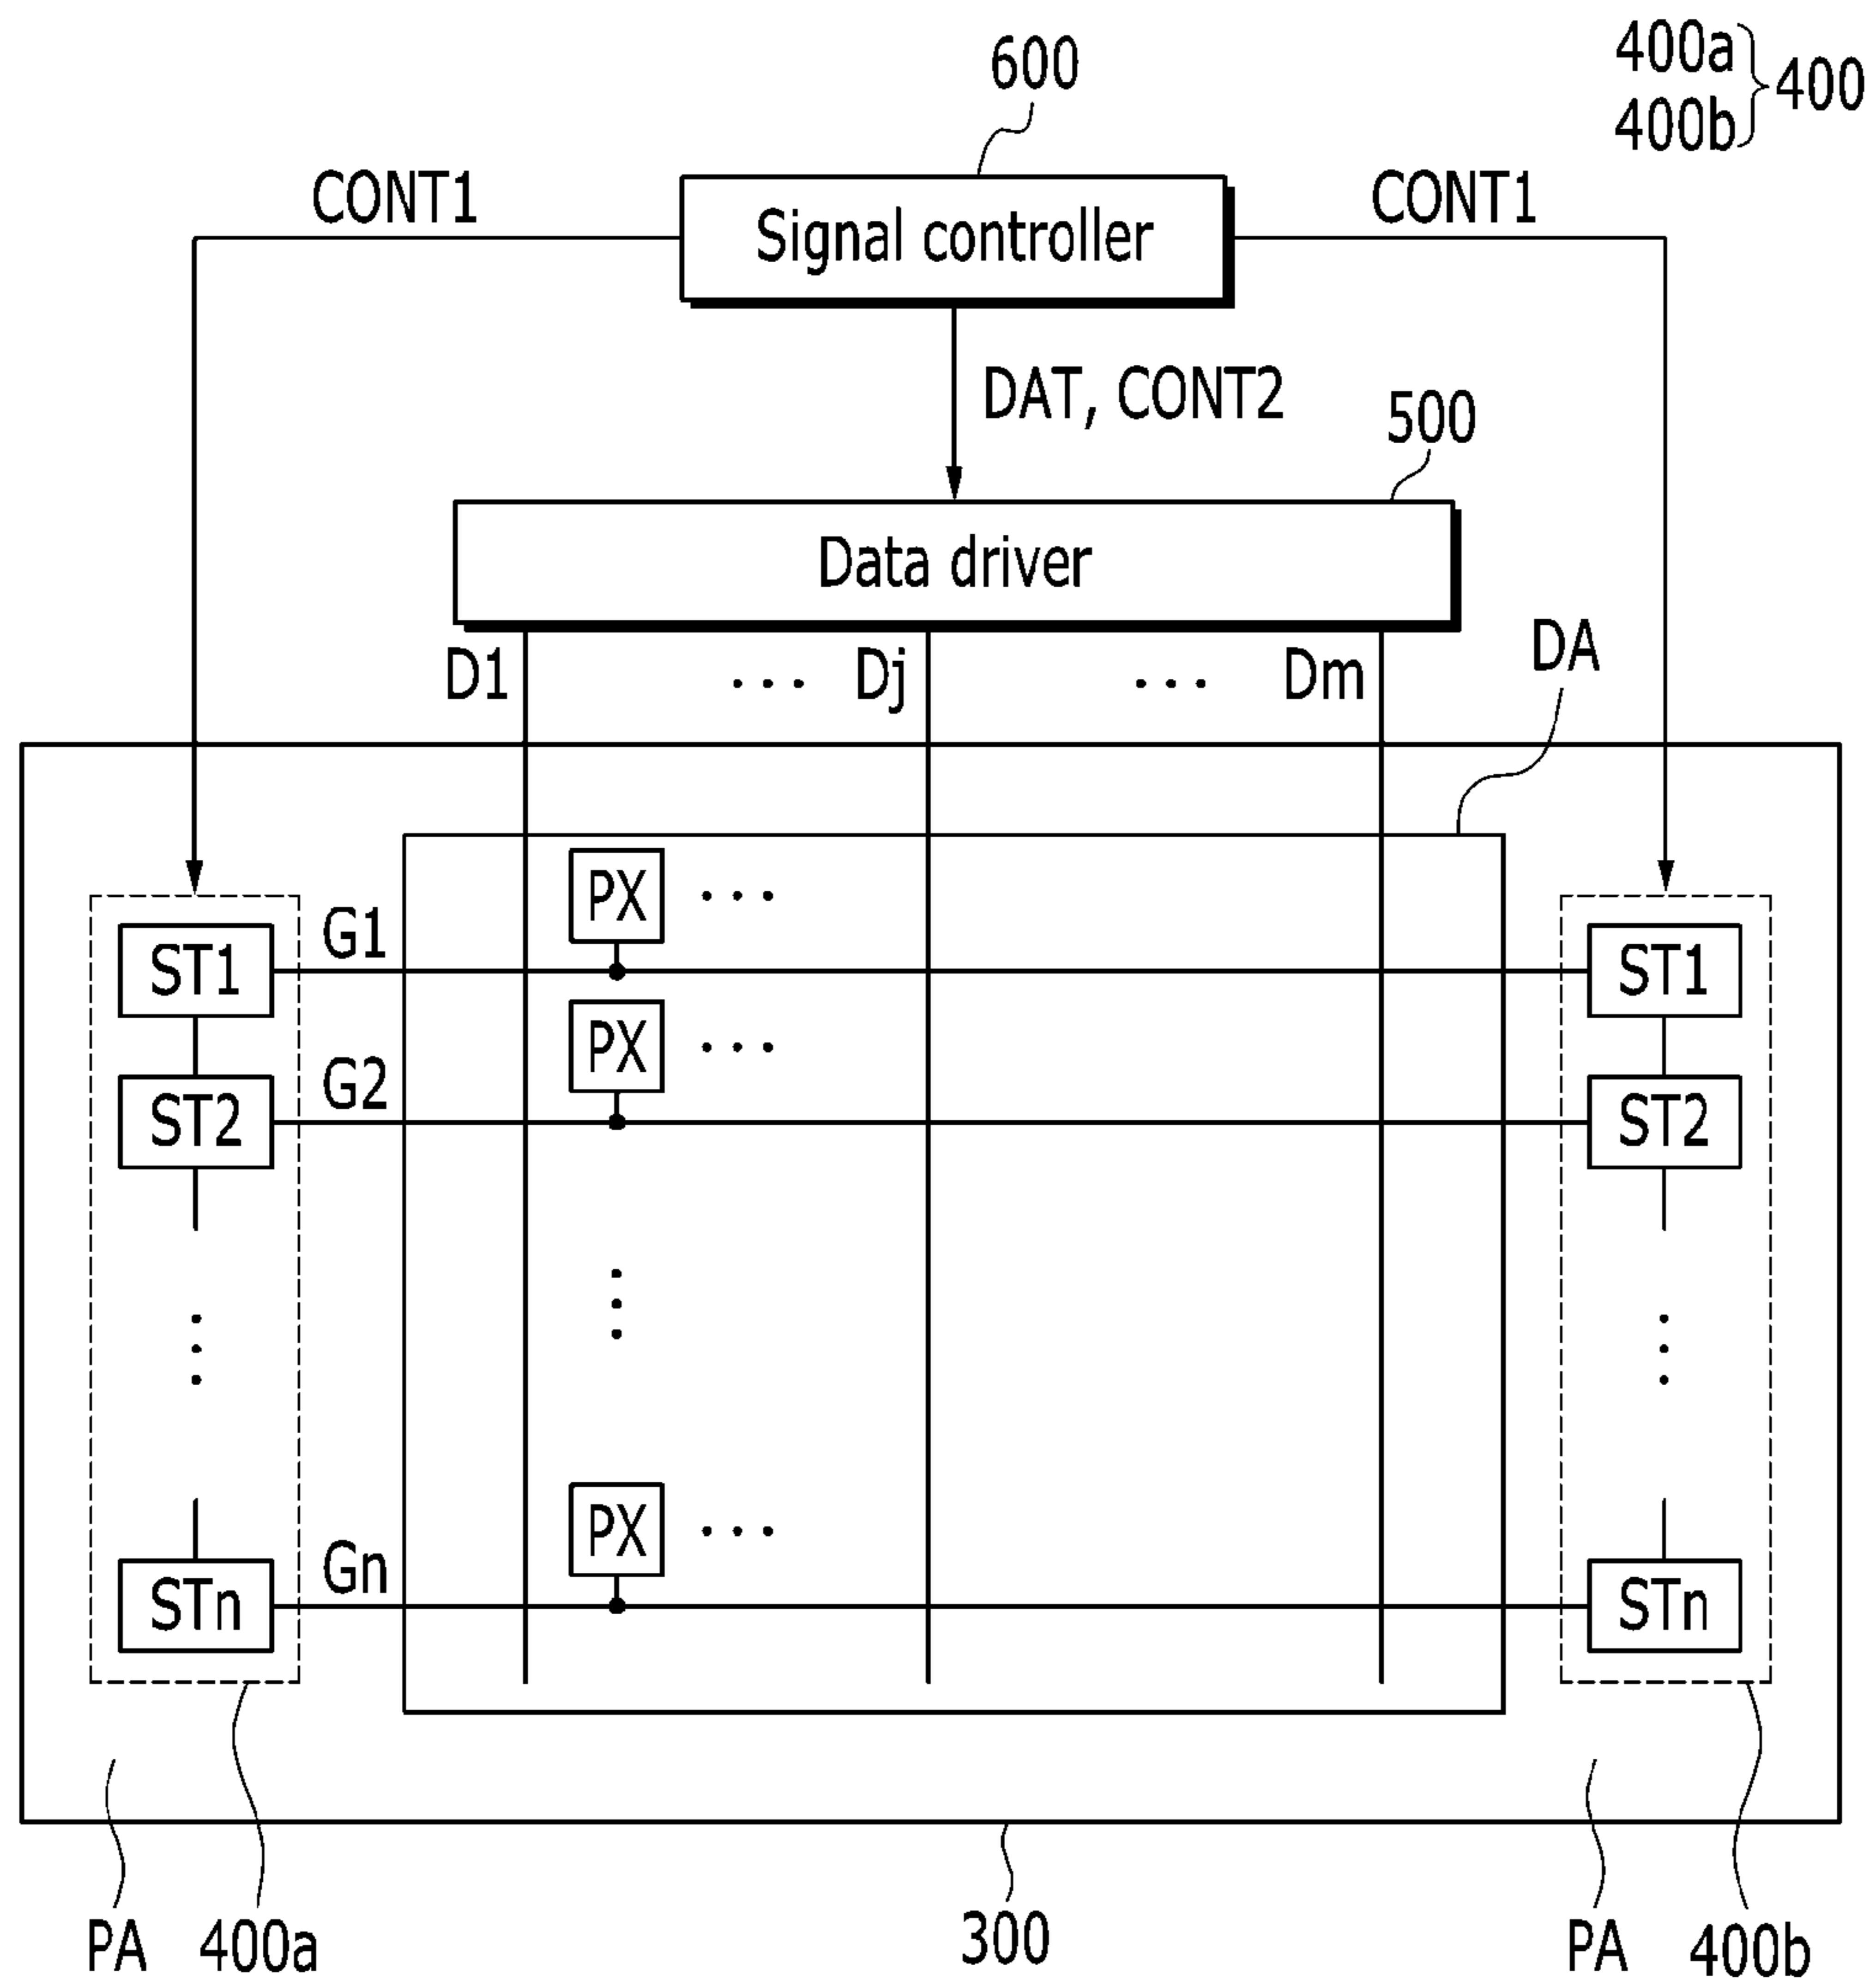 600
400a
400b
400
CONT1
Signal controller
CONT1
DAT, CONT2
500
Data driver
DA
D1
...
Dj
...
Dm
PX
...
ST1
G1
ST1
PX
...
ST2
G2
ST2
PX
...
STn
Gn
STn
PA
400a
300
PA
400b